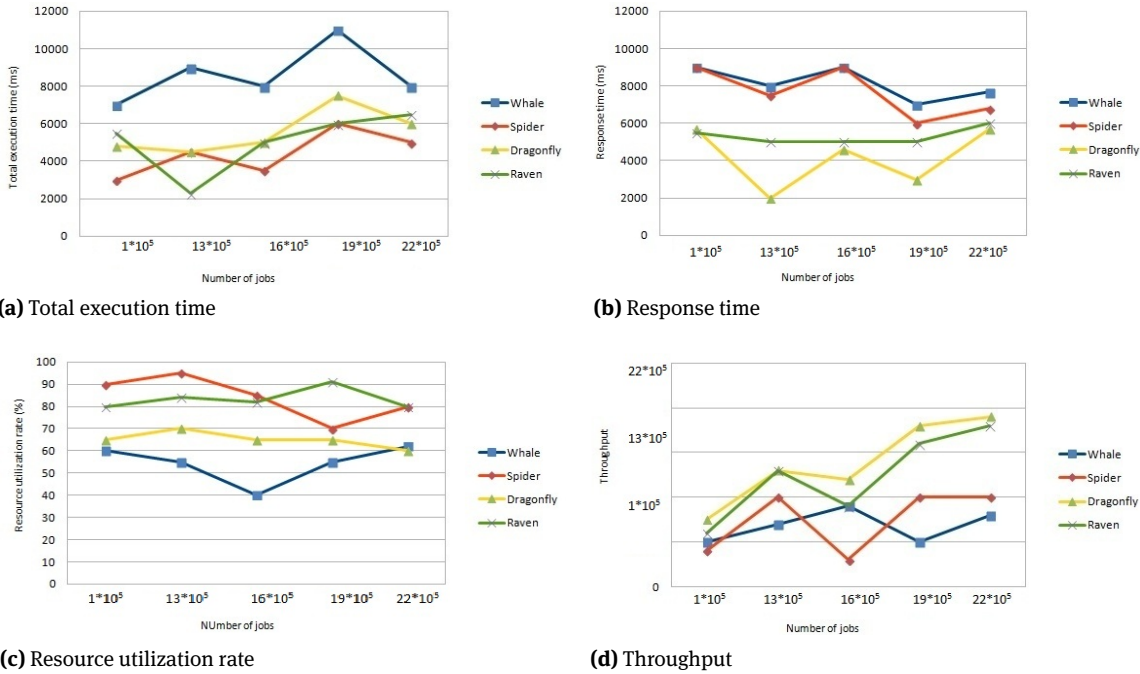 12000
10000
8000
6000
4000
2000
0
Total execution time (ms)
1*10⁵ 13*10⁵ 16*10⁵ 19*10⁵ 22*10⁵
Number of jobs
Whale
Spider
Dragonfly
Raven
(a) Total execution time
12000
10000
8000
6000
4000
2000
0
Response time (ms)
1*10⁵ 13*10⁵ 16*10⁵ 19*10⁵ 22*10⁵
Number of jobs
Whale
Spider
Dragonfly
Raven
(b) Response time
100
90
80
70
60
50
40
30
20
10
0
Resource utilization rate (%)
1*10⁵ 13*10⁵ 16*10⁵ 19*10⁵ 22*10⁵
NUmber of jobs
Whale
Spider
Dragonfly
Raven
(c) Resource utilization rate
22*10⁵
13*10⁵
1*10⁵
0
Throughput
1*10⁵ 13*10⁵ 16*10⁵ 19*10⁵ 22*10⁵
Number of jobs
Whale
Spider
Dragonfly
Raven
(d) Throughput